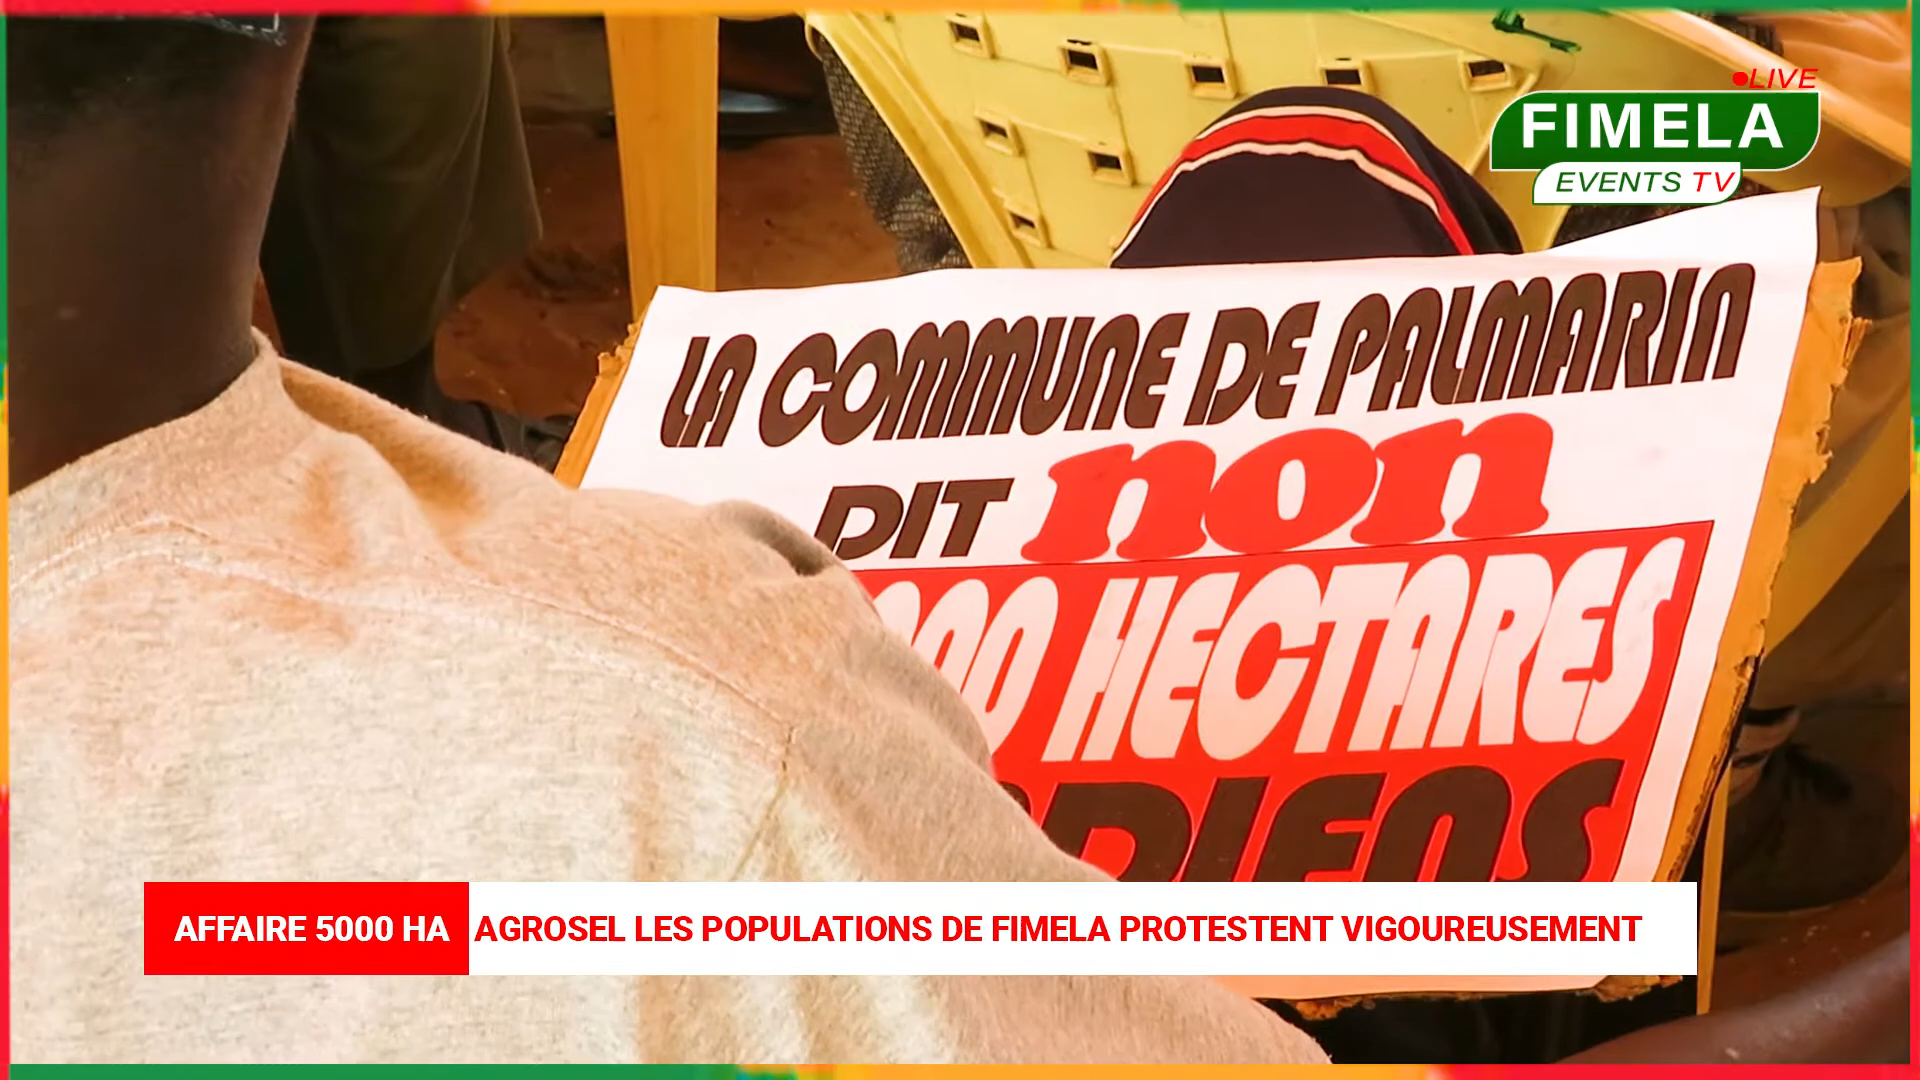 LIVE
FIMELA
EVENTS TV
LA COMMUNE DE PALMARIN
DIT non
HECTARES
AFFAIRE 5000 HA AGROSEL LES POPULATIONS DE FIMELA PROTESTENT VIGOUREUSEMENT